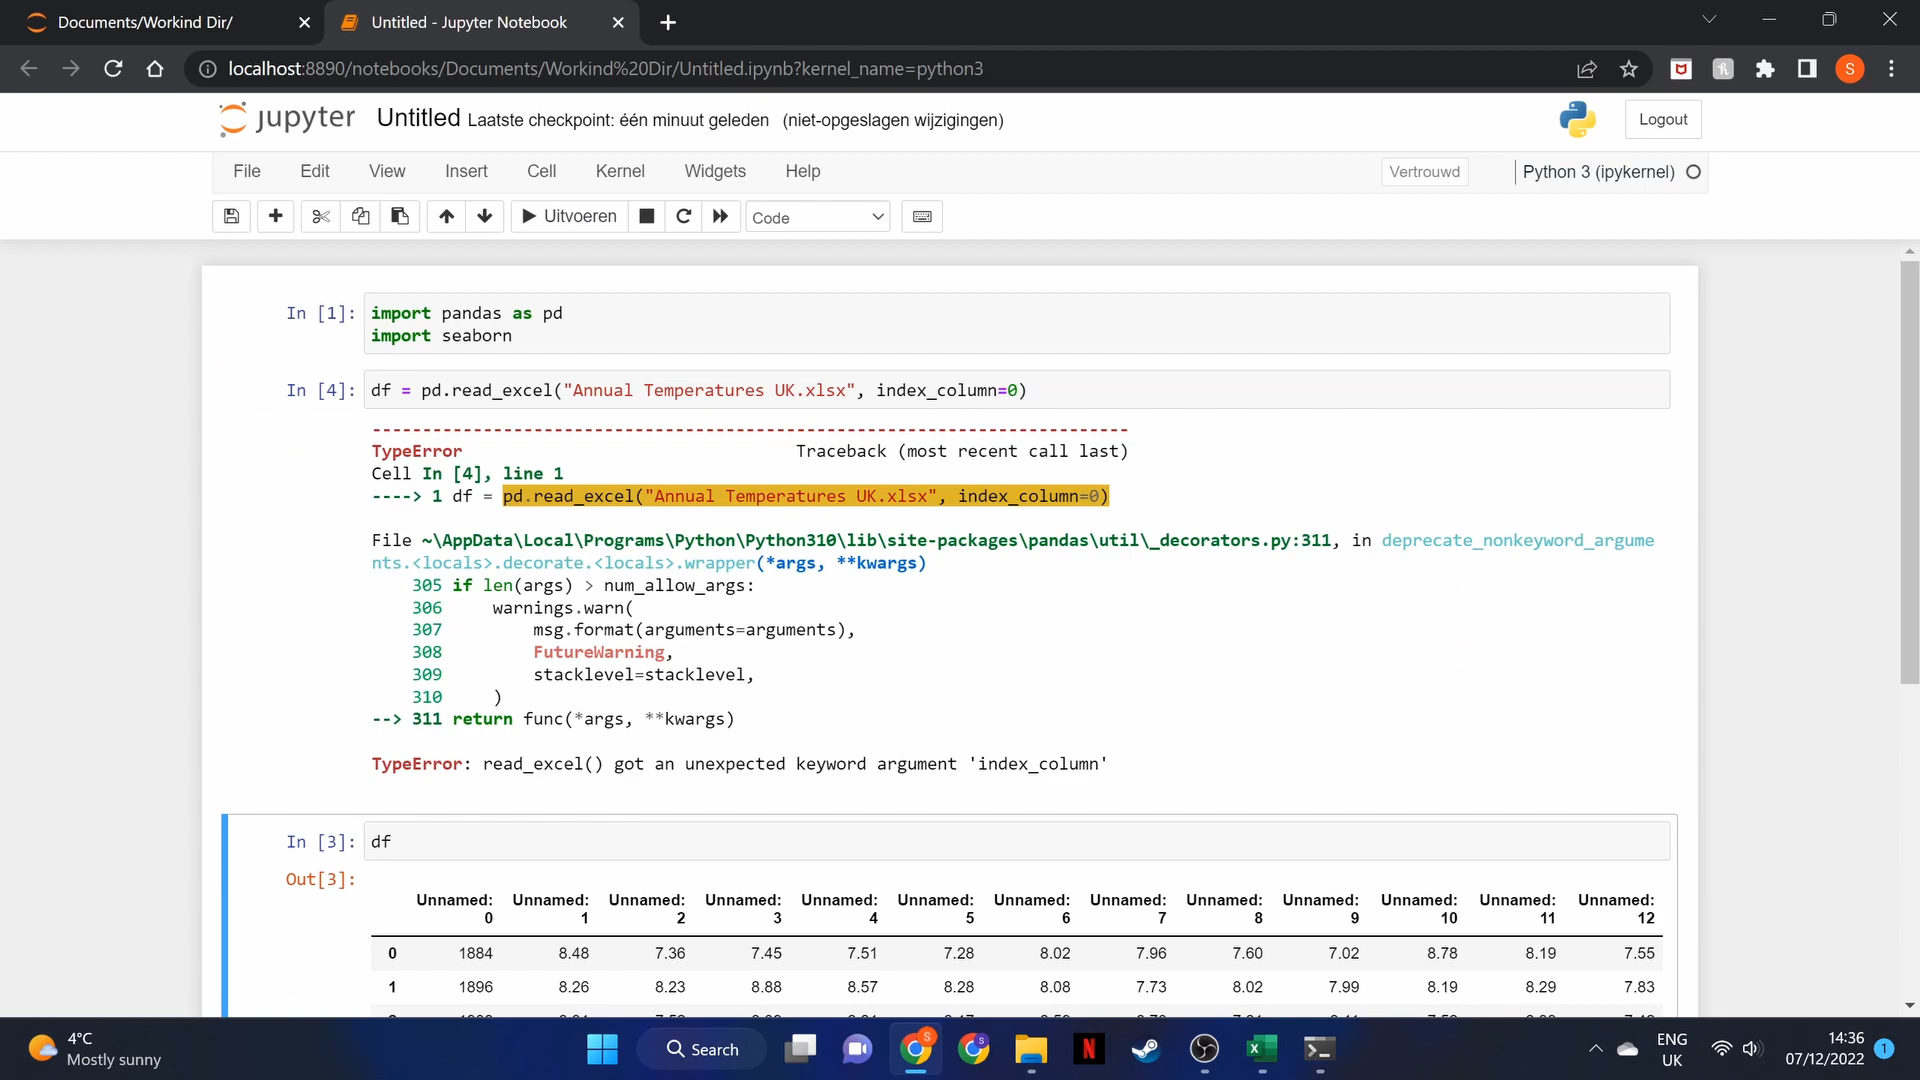 Documents/Workind Dir/
Untitled - Jupyter Notebook
localhost:8890/notebooks/Documents/Workind%20Dir/Untitled.ipynb?kernel_name=python3
S
jupyter Untitled Laatste checkpoint: één minuut geleden (niet-opgeslagen wijzigingen)
Logout
File Edit View Insert Cell Kernel Widgets Help
Vertrouwd
Python 3 (ipykernel)
Uitvoeren
Code
In [1]: import pandas as pd
import seaborn
In [4]: df = pd.read_excel("Annual Temperatures UK.xlsx", index_column=0)
---------------------------------------------------------------------------
TypeError Traceback (most recent call last)
Cell In [4], line 1
----> 1 df = pd.read_excel("Annual Temperatures UK.xlsx", index_column=0)
File ~\AppData\Local\Programs\Python\Python310\lib\site-packages\pandas\util\_decorators.py:311, in deprecate_nonkeyword_argume
nts.<locals>.decorate.<locals>.wrapper(*args, **kwargs)
305 if len(args) > num_allow_args:
306 warnings.warn(
307 msg.format(arguments=arguments),
308 FutureWarning,
309 stacklevel=stacklevel,
310 )
--> 311 return func(*args, **kwargs)
TypeError: read_excel() got an unexpected keyword argument 'index_column'
In [3]: df
Out[3]:
Unnamed: Unnamed: Unnamed: Unnamed: Unnamed: Unnamed: Unnamed: Unnamed: Unnamed: Unnamed: Unnamed: Unnamed: Unnamed:
0 1 2 3 4 5 6 7 8 9 10 11 12
0 1884 8.48 7.36 7.45 7.51 7.28 8.02 7.96 7.60 7.02 8.78 8.19 7.55
1 1896 8.26 8.23 8.88 8.57 8.28 8.08 7.73 8.02 7.99 8.19 8.29 7.83
4°C
Mostly sunny
Search
ENG
UK
14:36
07/12/2022
1